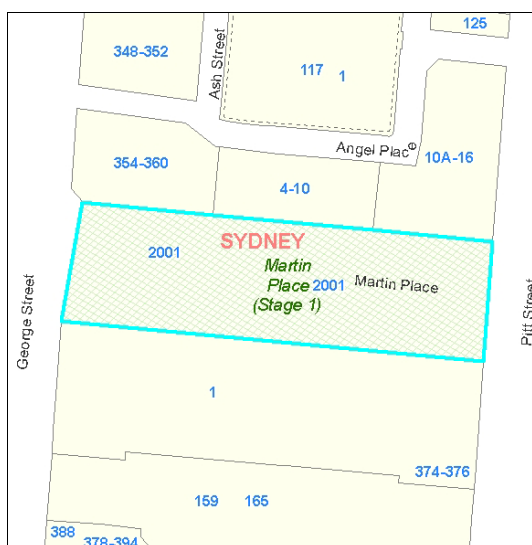 125
348-352
Ash Street
117
1
Angel Place
354-360
10A-16
4-10
SYDNEY
2001
Martin
Place
(Stage 1)
2001
Martin Place
George Street
Pitt Street
1
374-376
159
165
388
378-394